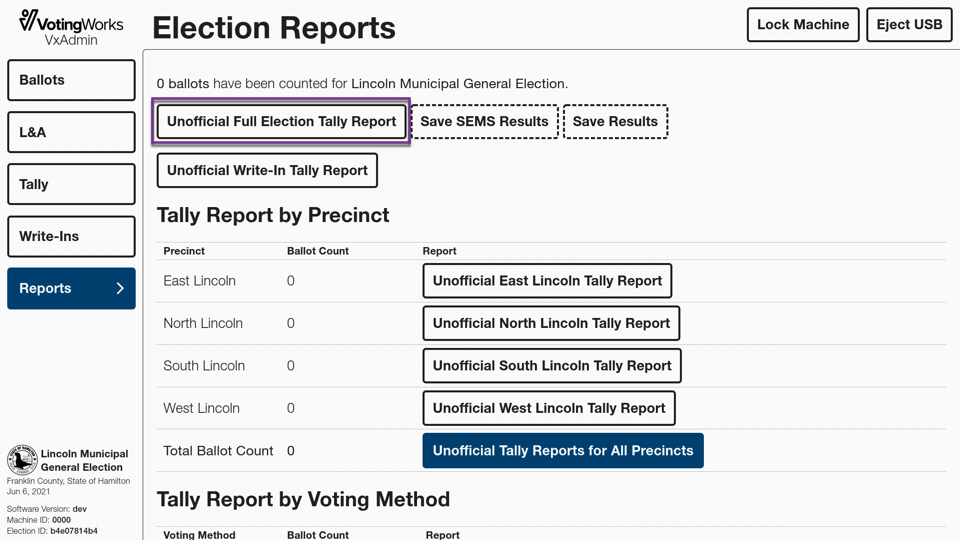 VotingWorks
VxAdmin
Election Reports
Lock Machine
Eject USB
Ballots
L&A
Tally
Write-Ins
Reports
0 ballots have been counted for Lincoln Municipal General Election.
Unofficial Full Election Tally Report
Save SEMS Results
Save Results
Unofficial Write-In Tally Report
Tally Report by Precinct
Precinct Ballot Count Report
East Lincoln 0 Unofficial East Lincoln Tally Report
North Lincoln 0 Unofficial North Lincoln Tally Report
South Lincoln 0 Unofficial South Lincoln Tally Report
West Lincoln 0 Unofficial West Lincoln Tally Report
Total Ballot Count 0 Unofficial Tally Reports for All Precincts
Tally Report by Voting Method
Voting Method Ballot Count Report
Lincoln Municipal
General Election
Franklin County, State of Hamilton
Jun 6, 2021
Software Version: dev
Machine ID: 0000
Election ID: b4e07814b4